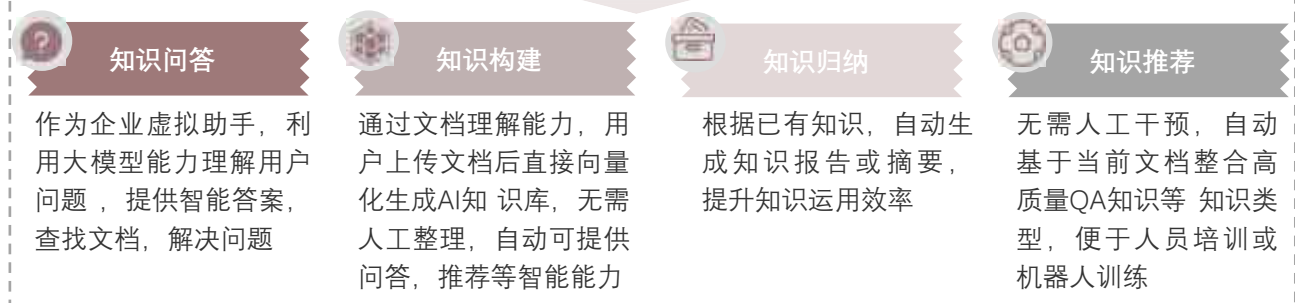 知识问答
作为企业虚拟助手，利
用大模型能力理解用户
问题 ，提供智能答案，
查找文档，解决问题
知识构建
通过文档理解能力，用
户上传文档后直接向量
化生成AI知 识库，无需
人工整理，自动可提供
问答，推荐等智能能力
知识归纳
根据已有知识，自动生
成知识报告或摘要，
提升知识运用效率
知识推荐
无需人工干预，自动
基于当前文档整合高
质量QA知识等 知识类
型，便于人员培训或
机器人训练